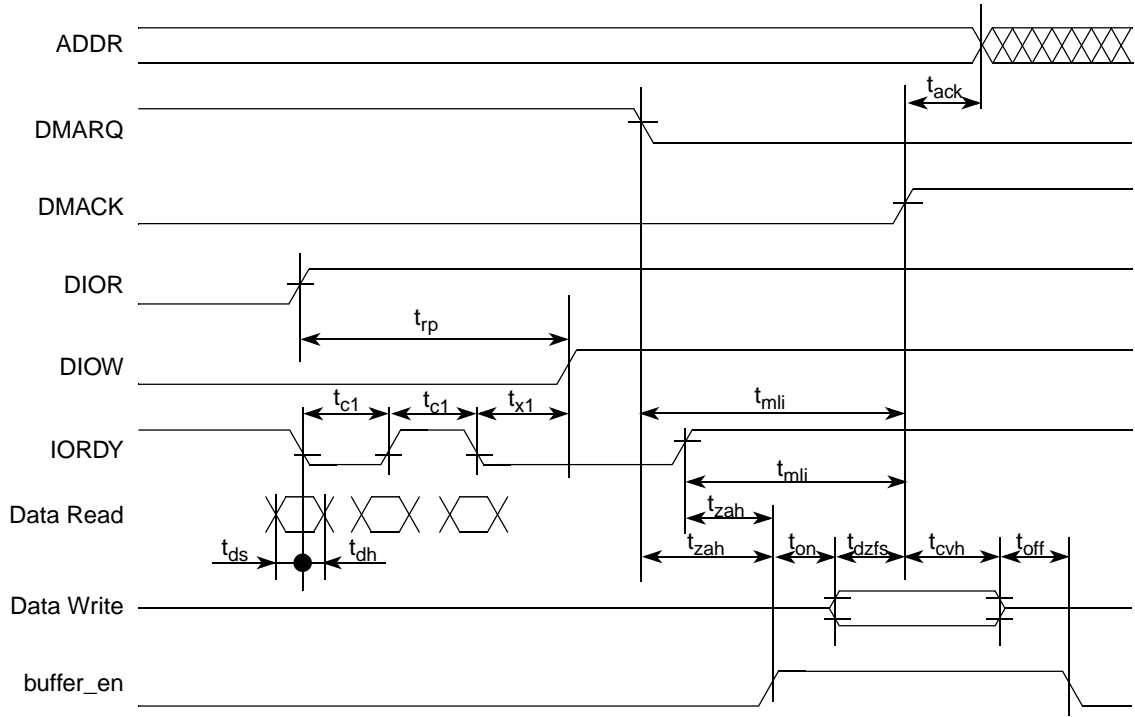 ADDR
t_ack
DMARQ
DMACK
DIOR
t_rp
DIOW
t_c1 t_c1 t_x1 t_mli
IORDY
t_mli
t_zah
Data Read
t_ds t_dh t_zah t_on t_dzfs t_cvh t_off
Data Write
buffer_en